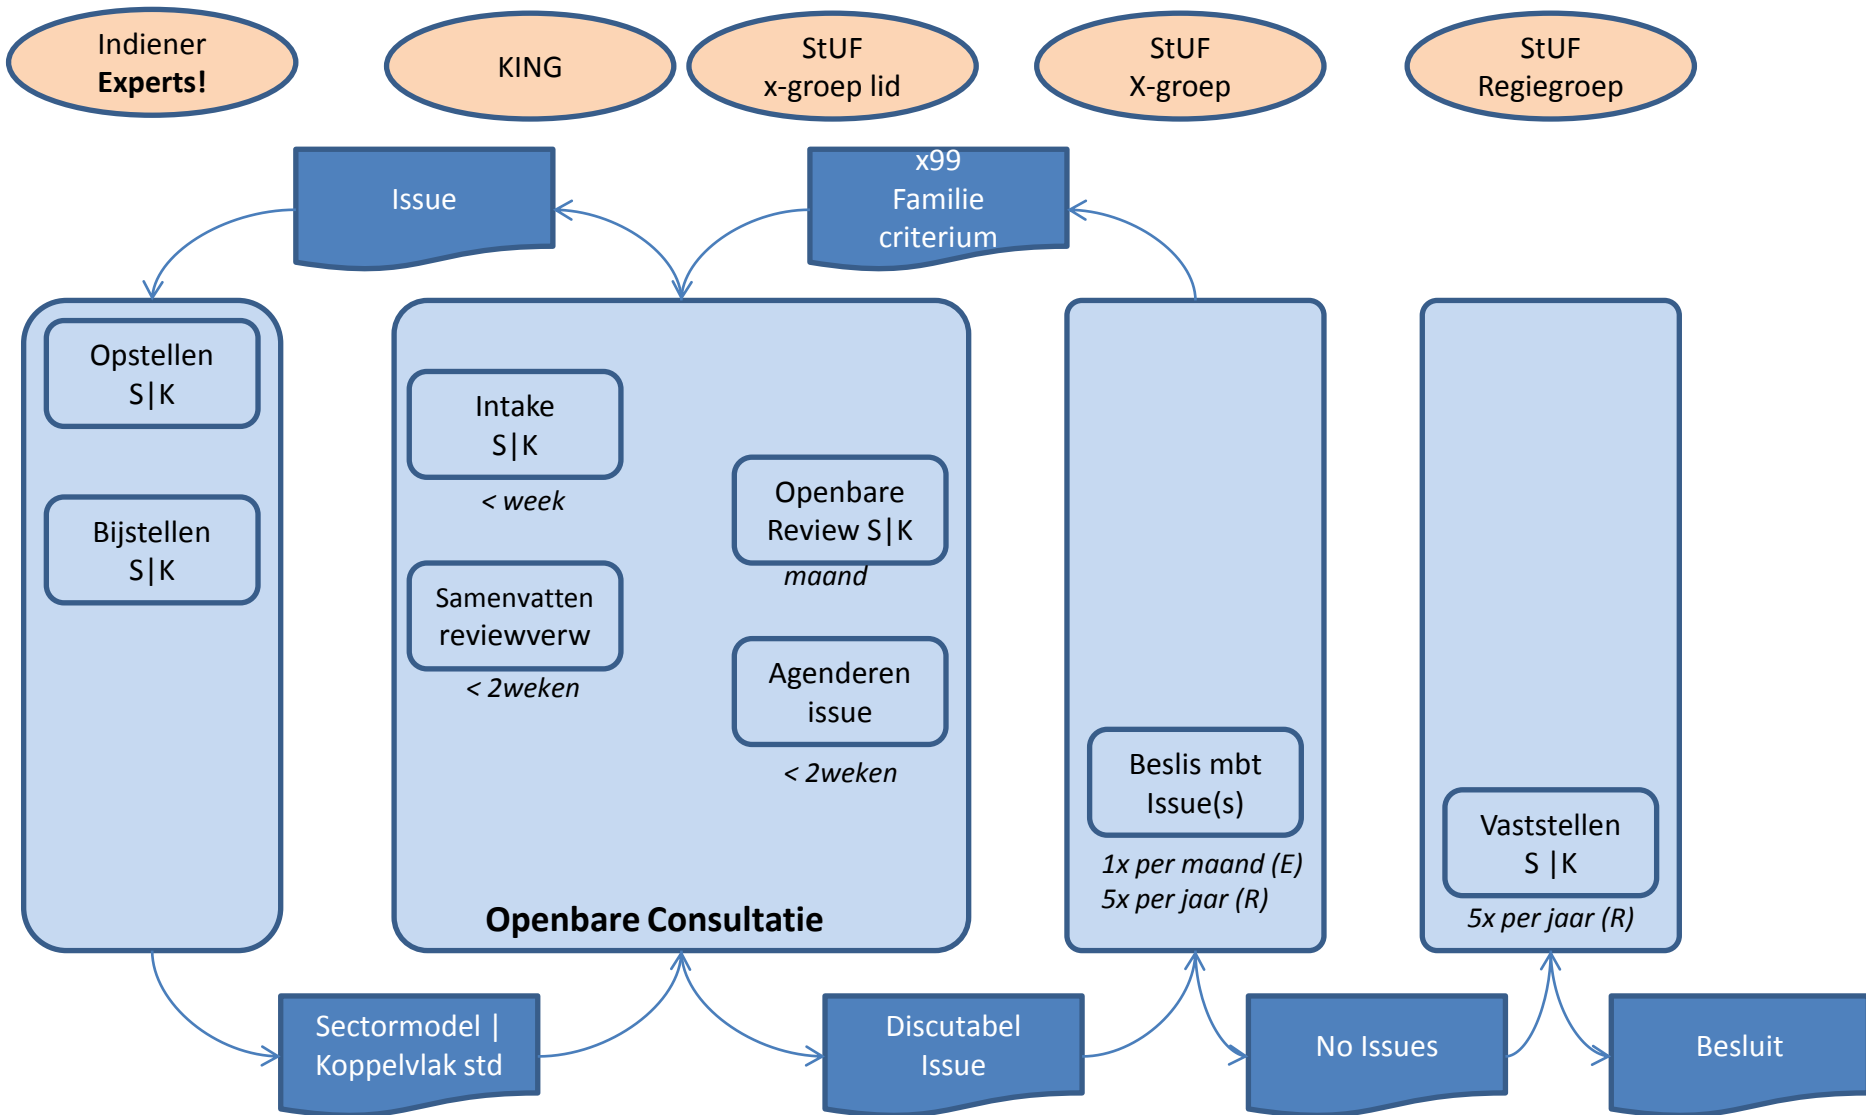 Indiener
Experts!
KING
StUF
x-groep lid
StUF
X-groep
StUF
Regiegroep
Issue
x99
Familie
criterium
Opstellen
S|K
Bijstellen
S|K
Intake
S|K
< week
Samenvatten
reviewverw
< 2weken
Openbare
Review S|K
maand
Agenderen
issue
< 2weken
Openbare Consultatie
Beslis mbt
Issue(s)
1x per maand (E)
5x per jaar (R)
Vaststellen
S |K
5x per jaar (R)
Sectormodel |
Koppelvlak std
Discutabel
Issue
No Issues
Besluit